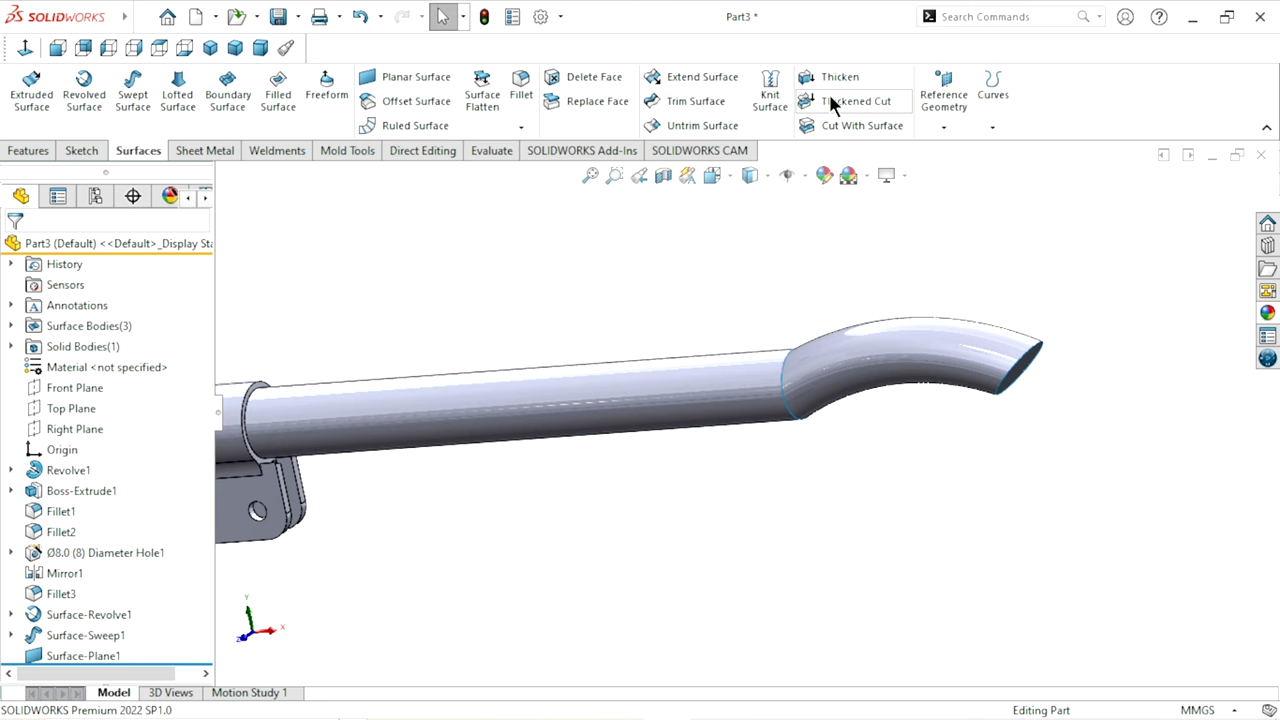 SOLIDWORKS
Part3 *
Search Commands
Extruded Surface
Revolved Surface
Swept Surface
Lofted Surface
Boundary Surface
Filled Surface
Freeform
Planar Surface
Offset Surface
Ruled Surface
Surface Flatten
Fillet
Delete Face
Replace Face
Extend Surface
Trim Surface
Untrim Surface
Knit Surface
Thicken
Thickened Cut
Cut With Surface
Reference Geometry
Curves
Features
Sketch
Surfaces
Sheet Metal
Weldments
Mold Tools
Direct Editing
Evaluate
SOLIDWORKS Add-Ins
SOLIDWORKS CAM
Part3 (Default) <<Default>_Display Sta
History
Sensors
Annotations
Surface Bodies(3)
Solid Bodies(1)
Material <not specified>
Front Plane
Top Plane
Right Plane
Origin
Revolve1
Boss-Extrude1
Fillet1
Fillet2
Ø8.0 (8) Diameter Hole1
Mirror1
Fillet3
Surface-Revolve1
Surface-Sweep1
Surface-Plane1
Y
X
Z
Model
3D Views
Motion Study 1
SOLIDWORKS Premium 2022 SP1.0
Editing Part
MMGS